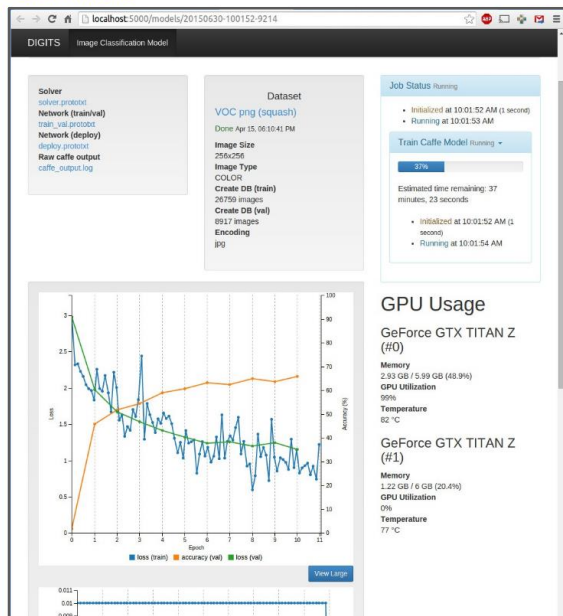 localhost:5000/models/20150630-100152-9214
DIGITS
Image Classification Model
Solver
solver.prototxt
Network (train/val)
train_val.prototxt
Network (deploy)
deploy.prototxt
Raw caffe output
caffe_output.log
Dataset
VOC png (squash)
Done Apr 15, 06:10:41 PM
Image Size
256x256
Image Type
COLOR
Create DB (train)
26759 images
Create DB (val)
8917 images
Encoding
jpg
Job Status Running
Initialized at 10:01:52 AM (1 second)
Running at 10:01:53 AM
Train Caffe Model Running
37%
Estimated time remaining: 37
minutes, 23 seconds
Initialized at 10:01:52 AM (1
second)
Running at 10:01:54 AM
3
2.5
2
1.5
1
0.5
0
Loss
100
90
80
70
60
50
40
30
20
10
0
Accuracy (%)
0 1 2 3 4 5 6 7 8 9 10 11
Epoch
loss (train) accuracy (val) loss (val)
View Large
0.011
0.01
0.009
GPU Usage
GeForce GTX TITAN Z
(#0)
Memory
2.93 GB / 5.99 GB (48.9%)
GPU Utilization
99%
Temperature
82 °C
GeForce GTX TITAN Z
(#1)
Memory
1.22 GB / 6 GB (20.4%)
GPU Utilization
0%
Temperature
77 °C